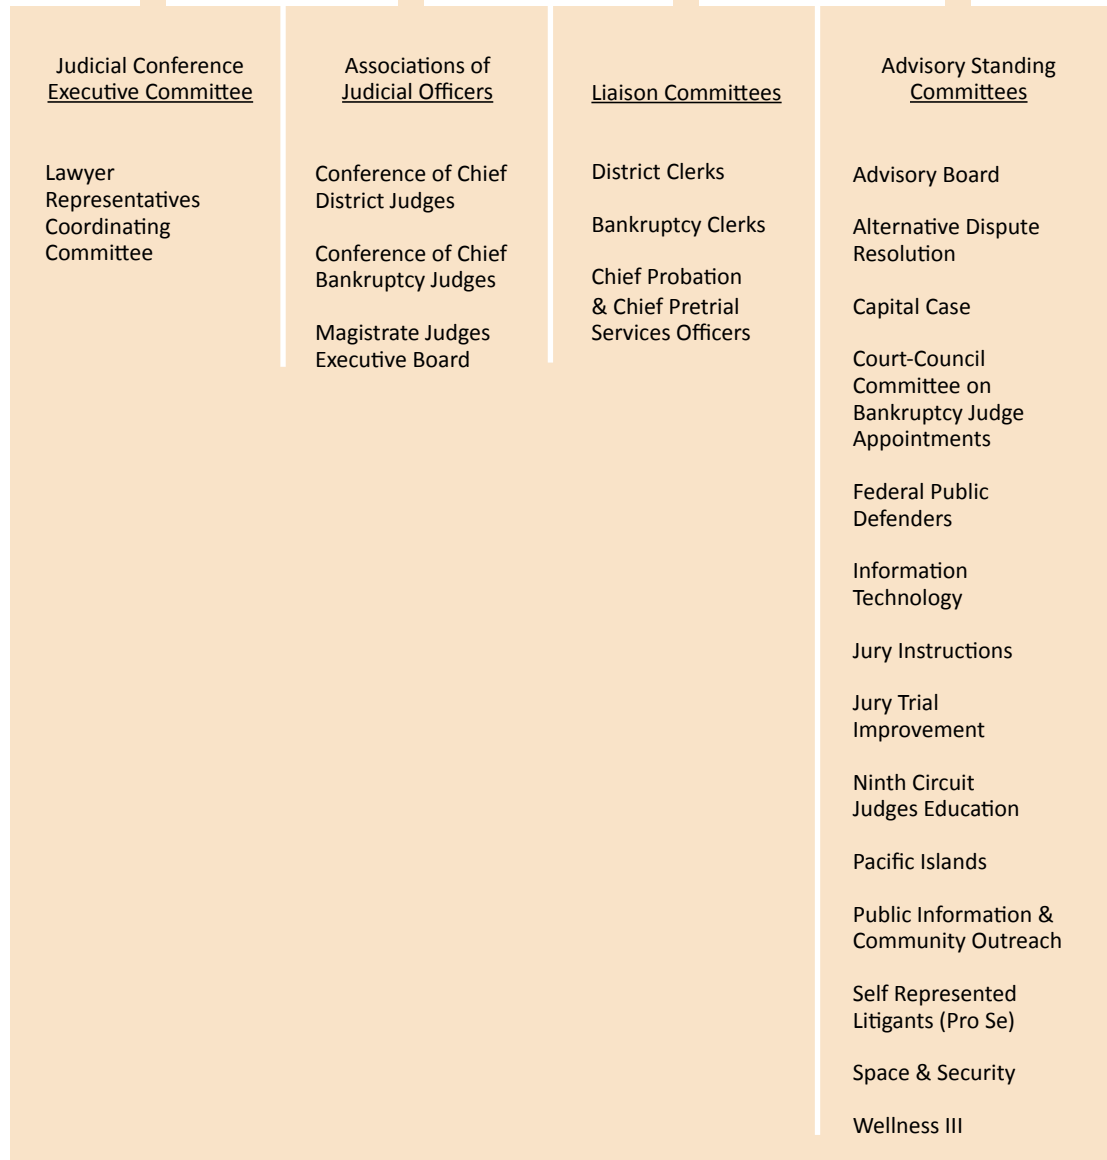 Judicial Conference
Executive Committee
Lawyer
Representatives
Coordinating
Committee
Associations of
Judicial Officers
Conference of Chief
District Judges
Conference of Chief
Bankruptcy Judges
Magistrate Judges
Executive Board
Liaison Committees
District Clerks
Bankruptcy Clerks
Chief Probation
& Chief Pretrial
Services Officers
Advisory Standing
Committees
Advisory Board
Alternative Dispute
Resolution
Capital Case
Court-Council
Committee on
Bankruptcy Judge
Appointments
Federal Public
Defenders
Information
Technology
Jury Instructions
Jury Trial
Improvement
Ninth Circuit
Judges Education
Pacific Islands
Public Information &
Community Outreach
Self Represented
Litigants (Pro Se)
Space & Security
Wellness III